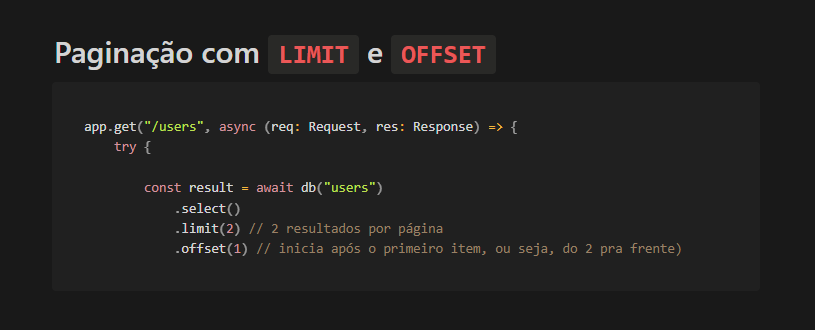 Paginação com LIMIT e OFFSET
app.get("/users", async (req: Request, res: Response) => {
try {
const result = await db("users")
.select()
.limit(2) // 2 resultados por página
.offset(1) // inicia após o primeiro item, ou seja, do 2 pra frente)